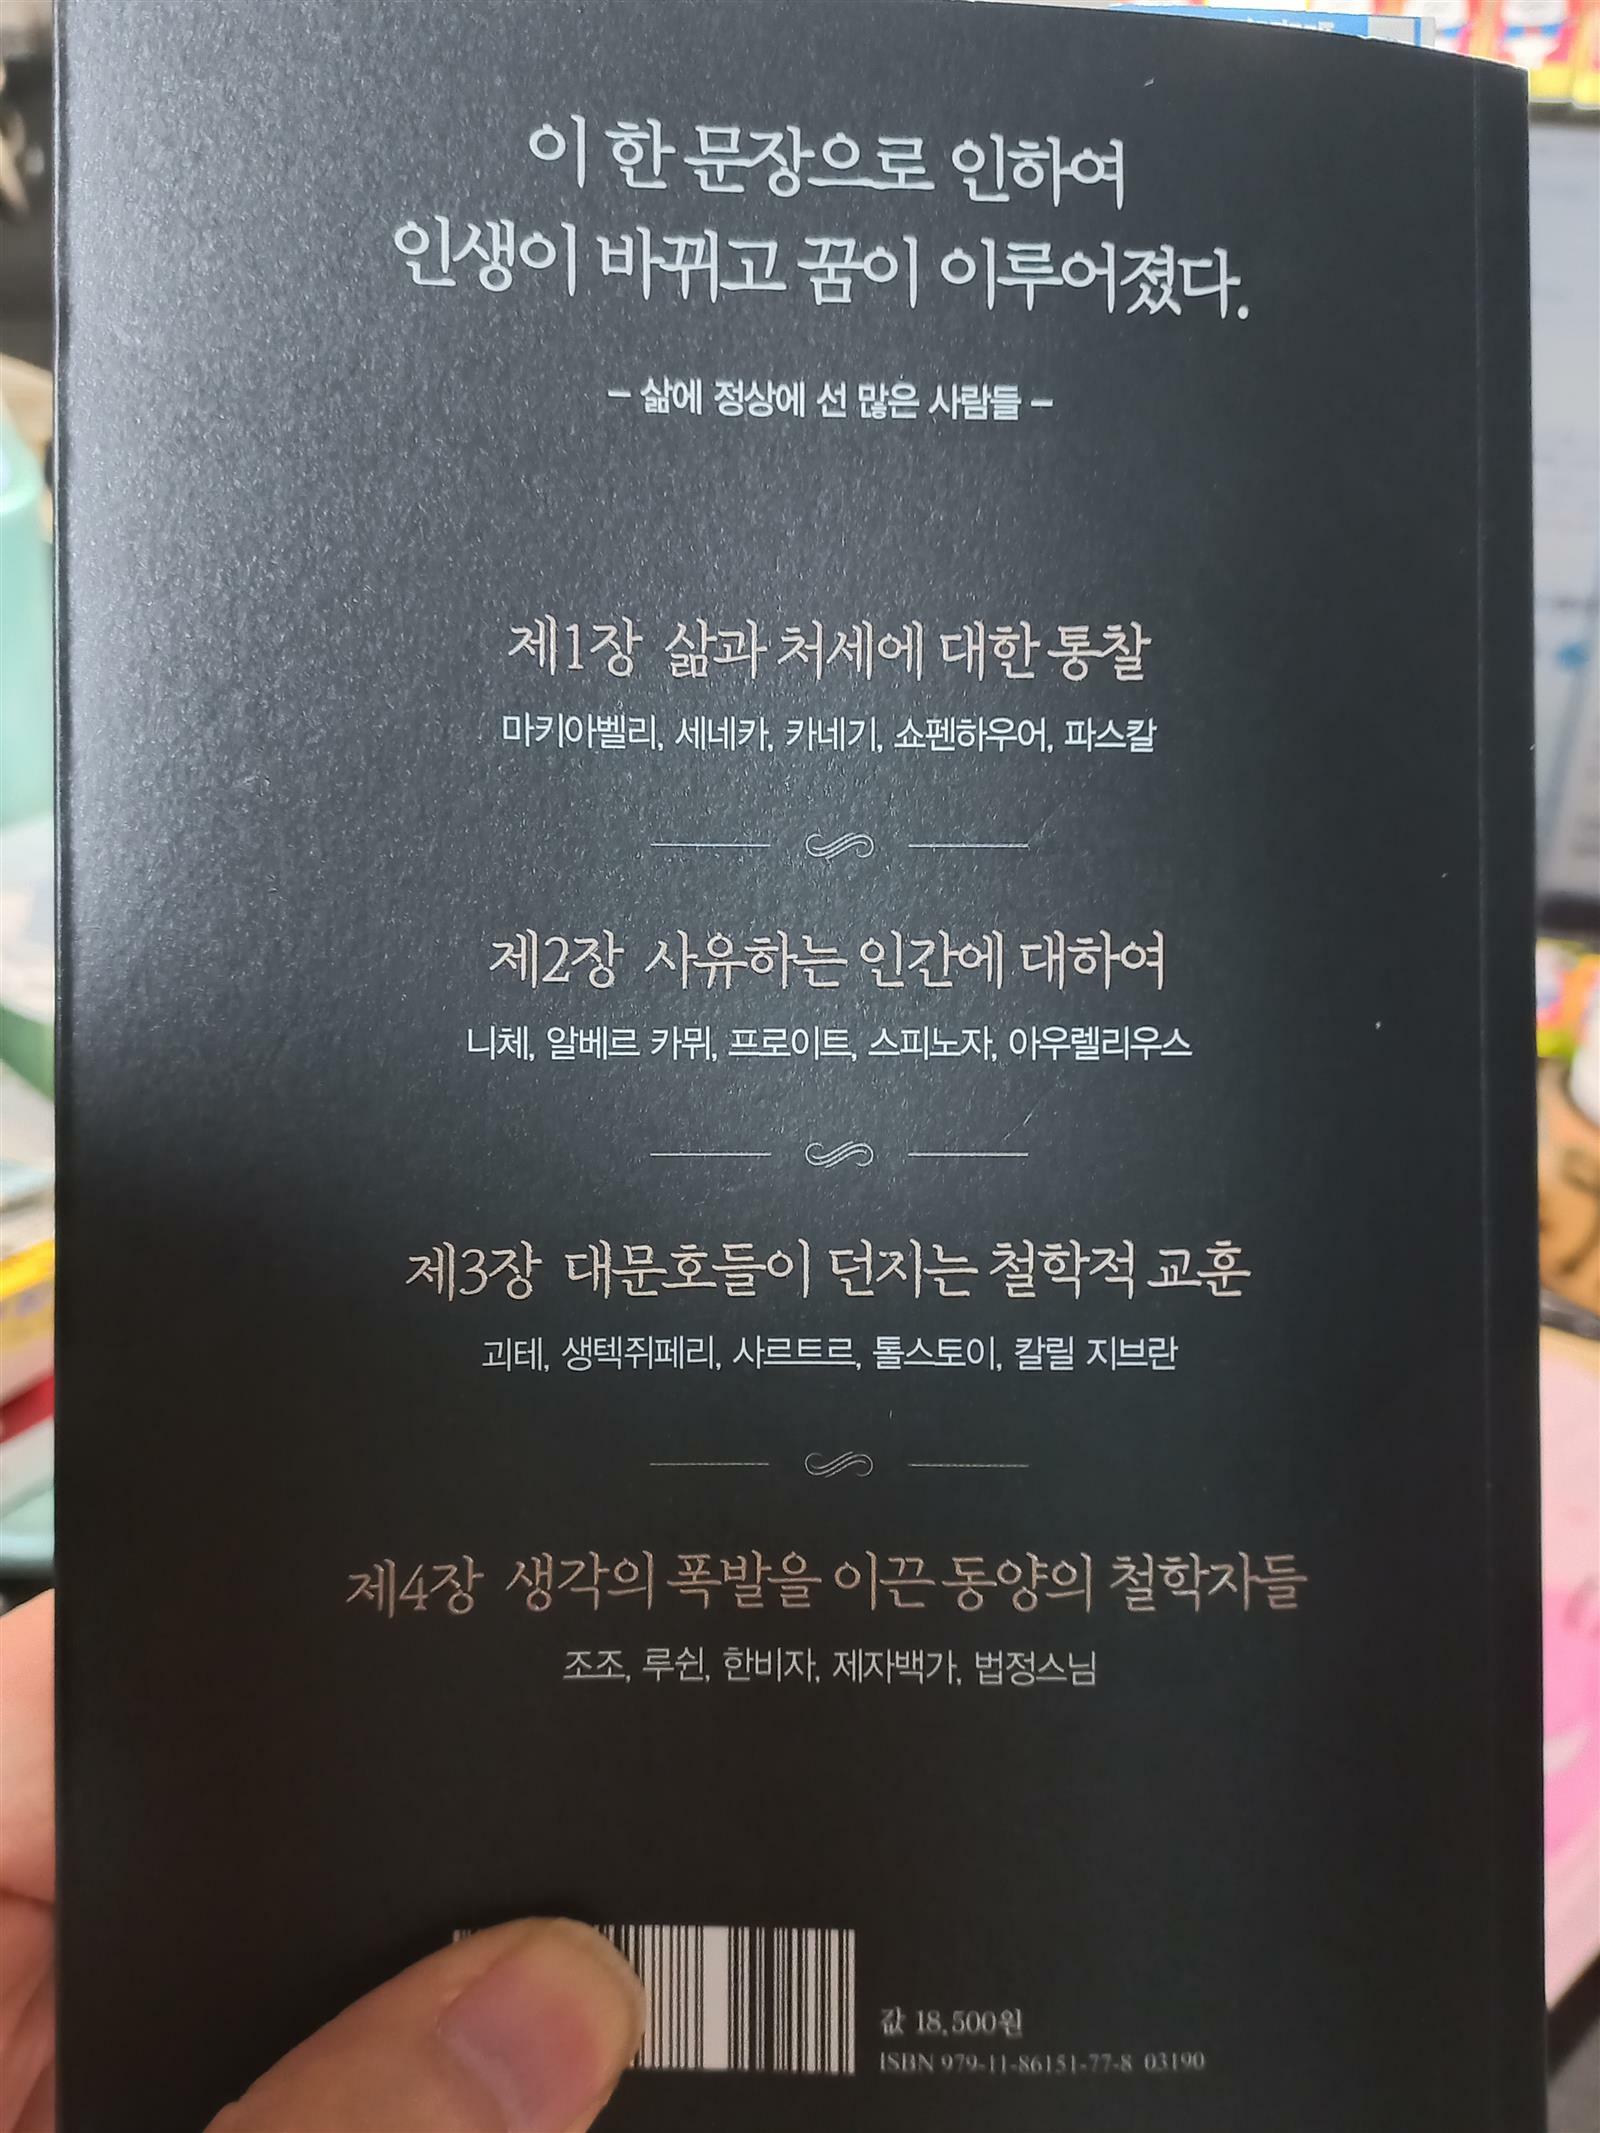 이 한 문장으로 인하여
인생이 바뀌고 꿈이 이루어졌다.
– 삶에 정상에 선 많은 사람들 –
제1장 삶과 처세에 대한 통찰
마키아벨리, 세네카, 카네기, 쇼펜하우어, 파스칼
제2장 사유하는 인간에 대하여
니체, 알베르 카뮈, 프로이트, 스피노자, 아우렐리우스
제3장 대문호들이 던지는 철학적 교훈
괴테, 생텍쥐페리, 사르트르, 톨스토이, 칼릴 지브란
제4장 생각의 폭발을 이끈 동양의 철학자들
조조, 루쉰, 한비자, 제자백가, 법정스님
값 18,500원
ISBN 979-11-86151-77-8 03190